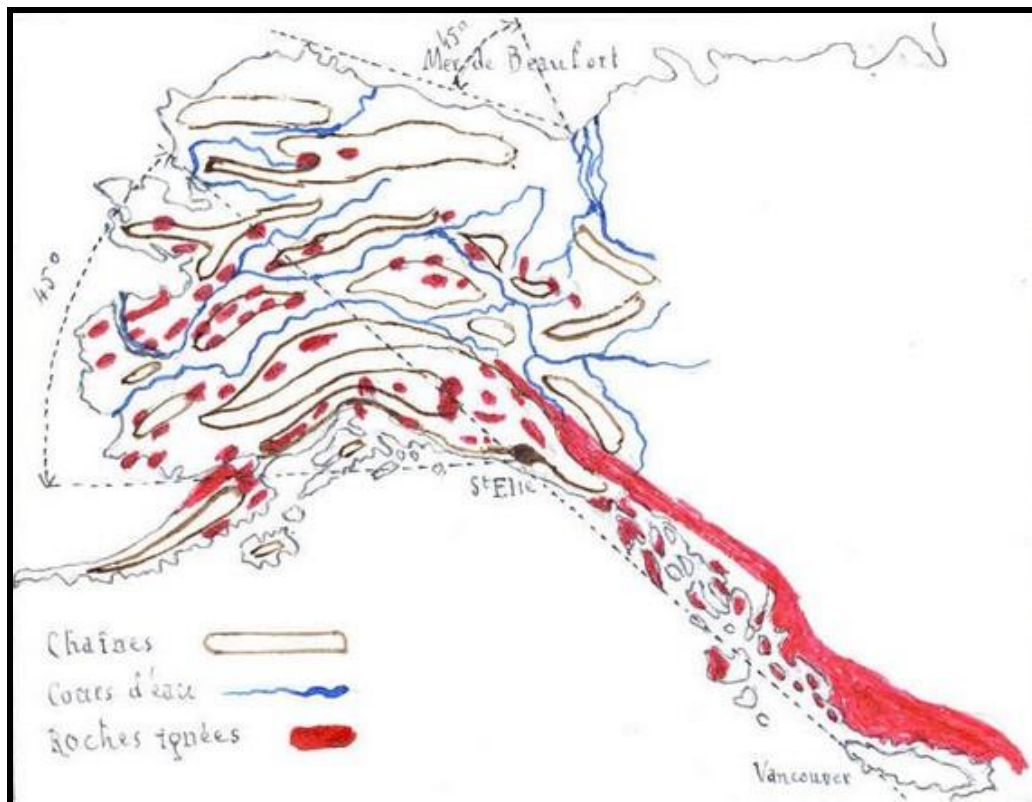 45°
Mer de Beaufort
45°
St Elie
Chaînes
Cours d'eau
Roches ignées
Vancouver